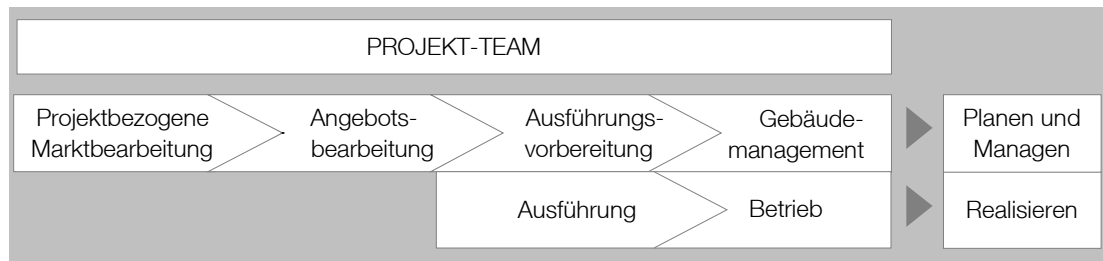 PROJEKT-TEAM
Projektbezogene
Marktbearbeitung
Angebots-
bearbeitung
Ausführungs-
vorbereitung
Gebäude-
management
Planen und
Managen
Ausführung
Betrieb
Realisieren